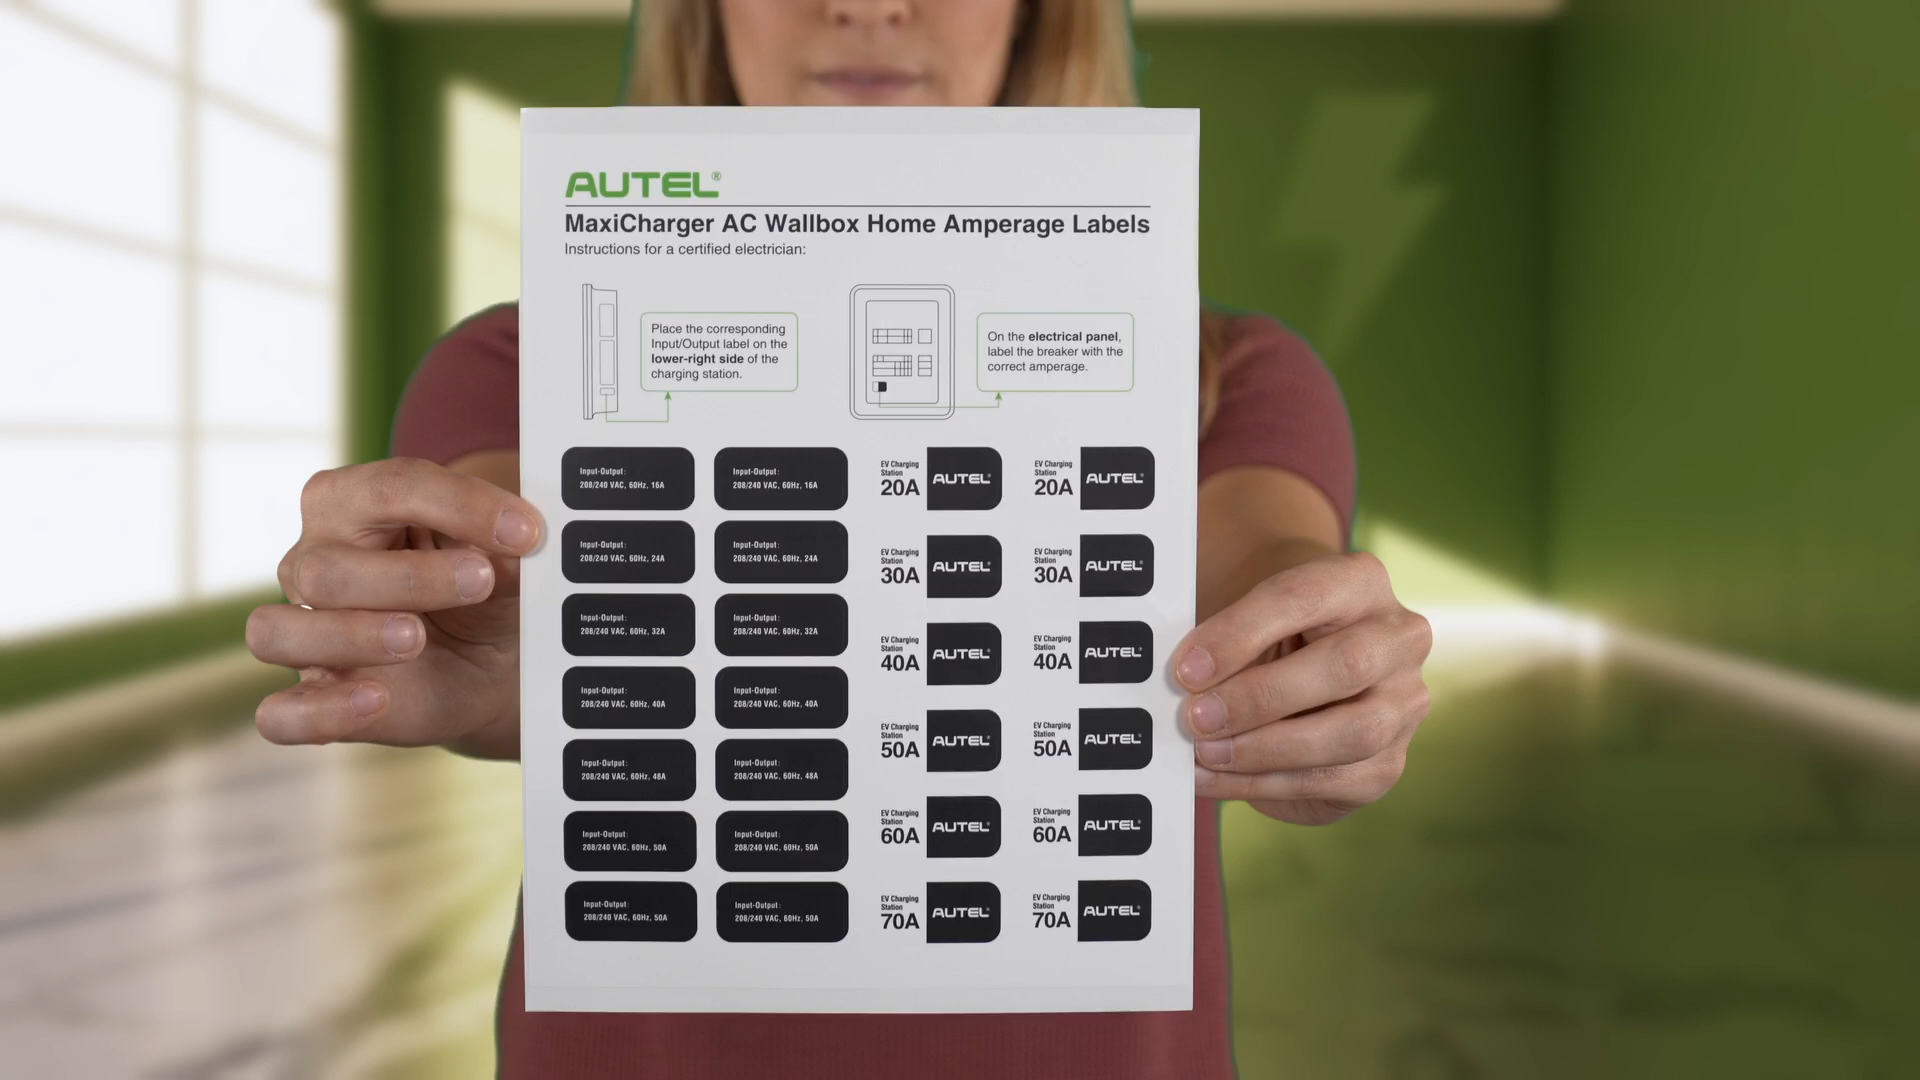 AUTEL®
MaxiCharger AC Wallbox Home Amperage Labels
Instructions for a certified electrician:
Place the corresponding
Input/Output label on the
lower-right side of the
charging station.
On the electrical panel,
label the breaker with the
correct amperage.
Input-Output:
208/240 VAC, 60Hz, 16A
Input-Output:
208/240 VAC, 60Hz, 16A
EV Charging
Station
20A
AUTEL®
EV Charging
Station
20A
AUTEL®
Input-Output:
208/240 VAC, 60Hz, 24A
Input-Output:
208/240 VAC, 60Hz, 24A
EV Charging
Station
30A
AUTEL®
EV Charging
Station
30A
AUTEL®
Input-Output:
208/240 VAC, 60Hz, 32A
Input-Output:
208/240 VAC, 60Hz, 32A
EV Charging
Station
40A
AUTEL®
EV Charging
Station
40A
AUTEL®
Input-Output:
208/240 VAC, 60Hz, 40A
Input-Output:
208/240 VAC, 60Hz, 40A
EV Charging
Station
50A
AUTEL®
EV Charging
Station
50A
AUTEL®
Input-Output:
208/240 VAC, 60Hz, 48A
Input-Output:
208/240 VAC, 60Hz, 48A
EV Charging
Station
60A
AUTEL®
EV Charging
Station
60A
AUTEL®
Input-Output:
208/240 VAC, 60Hz, 50A
Input-Output:
208/240 VAC, 60Hz, 50A
EV Charging
Station
70A
AUTEL®
EV Charging
Station
70A
AUTEL®
Input-Output:
208/240 VAC, 60Hz, 50A
Input-Output:
208/240 VAC, 60Hz, 50A